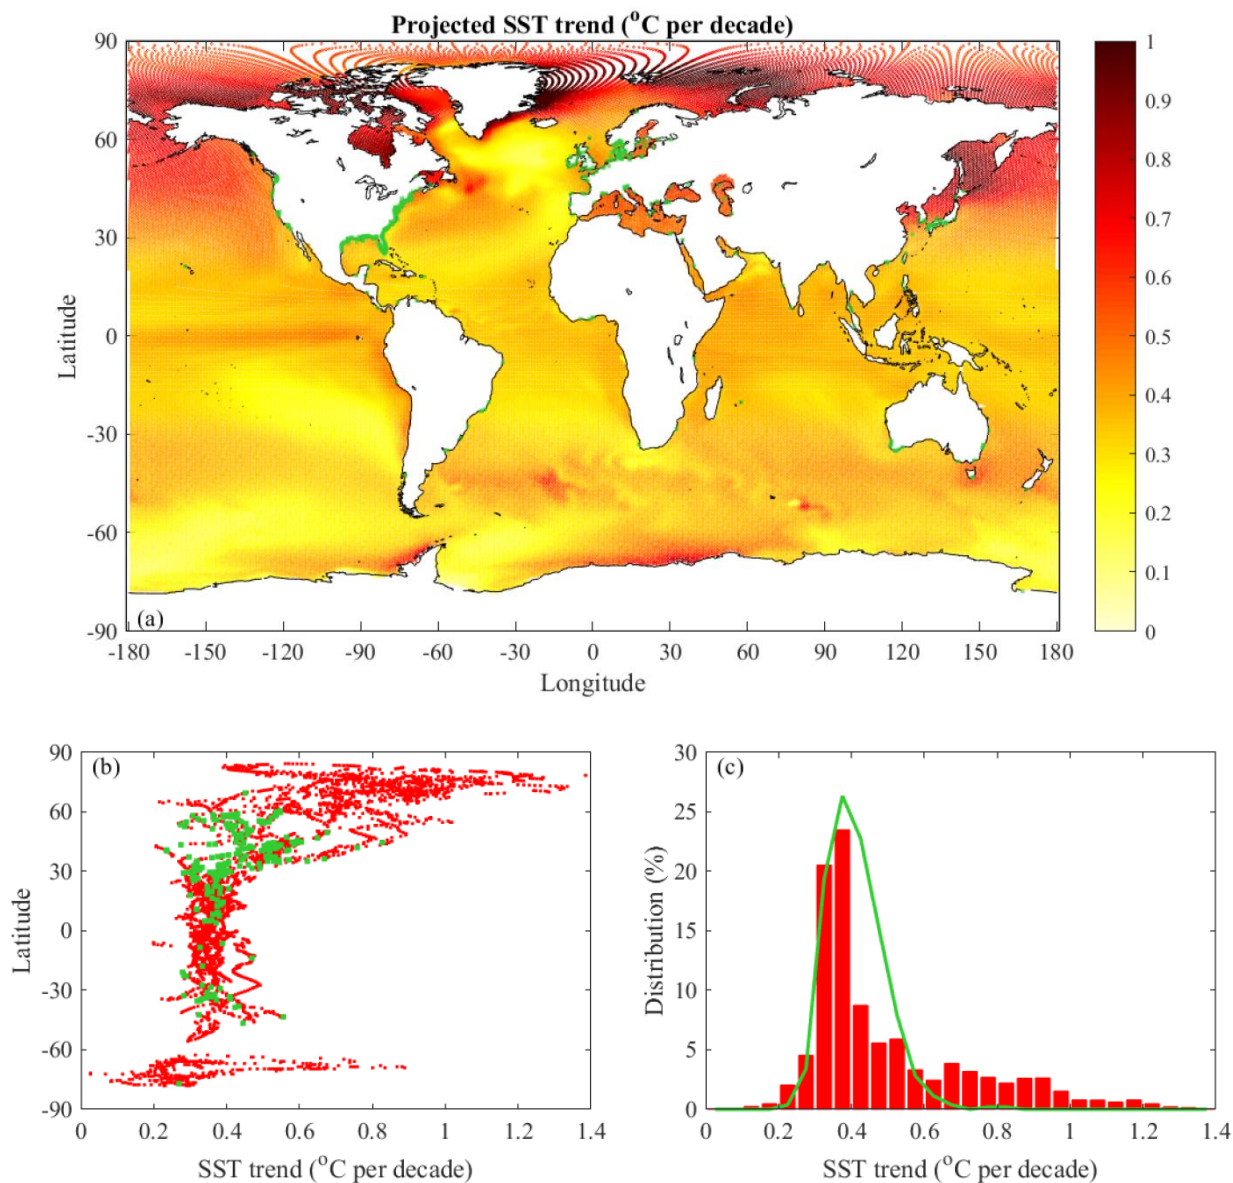 Projected SST trend (°C per decade)
90
60
30
0
-30
-60
-90
Latitude
(a)
-180 -150 -120 -90 -60 -30 0 30 60 90 120 150 180
Longitude
1
0.9
0.8
0.7
0.6
0.5
0.4
0.3
0.2
0.1
0
(b)
90
60
30
0
-30
-60
-90
Latitude
0 0.2 0.4 0.6 0.8 1 1.2 1.4
SST trend (°C per decade)
(c)
30
25
20
15
10
5
0
Distribution (%)
0 0.2 0.4 0.6 0.8 1 1.2 1.4
SST trend (°C per decade)